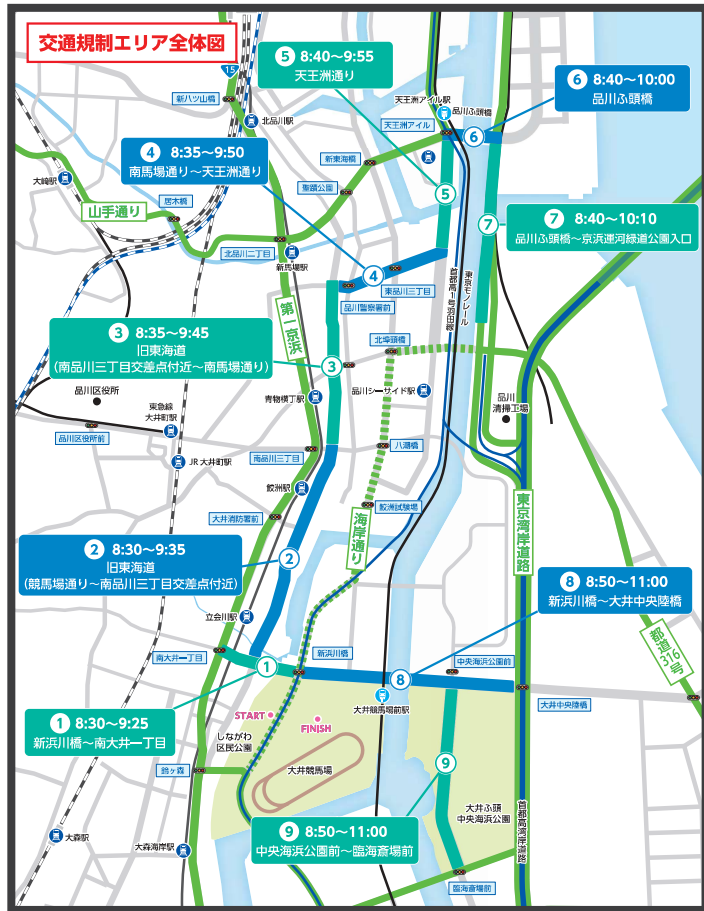 交通規制エリア全体図
5 8:40～9:55
天王洲通り
15
新八ツ山橋
北品川駅
天王洲アイル駅
品川ふ頭橋
天王洲アイル
6 8:40～10:00
品川ふ頭橋
6
4 8:35～9:50
南馬場通り～天王洲通り
新東海橋
聖蹟公園
大崎駅
居木橋
山手通り
5
7
7 8:40～10:10
品川ふ頭橋～京浜運河緑道公園入口
北品川二丁目
新馬場駅
4
東品川三丁目
品川警察署前
首都高1号羽田線
東京モノレール
第一京浜
3 8:35～9:45
旧東海道
(南品川三丁目交差点付近～南馬場通り)
北埠頭橋
3
品川区役所
青物横丁駅
品川シーサイド駅
品川
清掃工場
東急線
大井町駅
品川区役所前
JR 大井町駅
南品川三丁目
八潮橋
鮫洲駅
鮫洲試験場
大井消防署前
海岸通り
東京湾岸道路
2 8:30～9:35
旧東海道
(競馬場通り～南品川三丁目交差点付近)
2
8 8:50～11:00
新浜川橋～大井中央陸橋
立会川駅
都道
316
号
南大井一丁目
新浜川橋
1
8
中央海浜公園前
大井競馬場前駅
大井中央陸橋
1 8:30～9:25
新浜川橋～南大井一丁目
START
FINISH
しながわ
区民公園
鈴ヶ森
大井競馬場
9
大井ふ頭
中央海浜公園
首都高湾岸道路
9 8:50～11:00
中央海浜公園前～臨海斎場前
大森駅
大森海岸駅
臨海斎場前